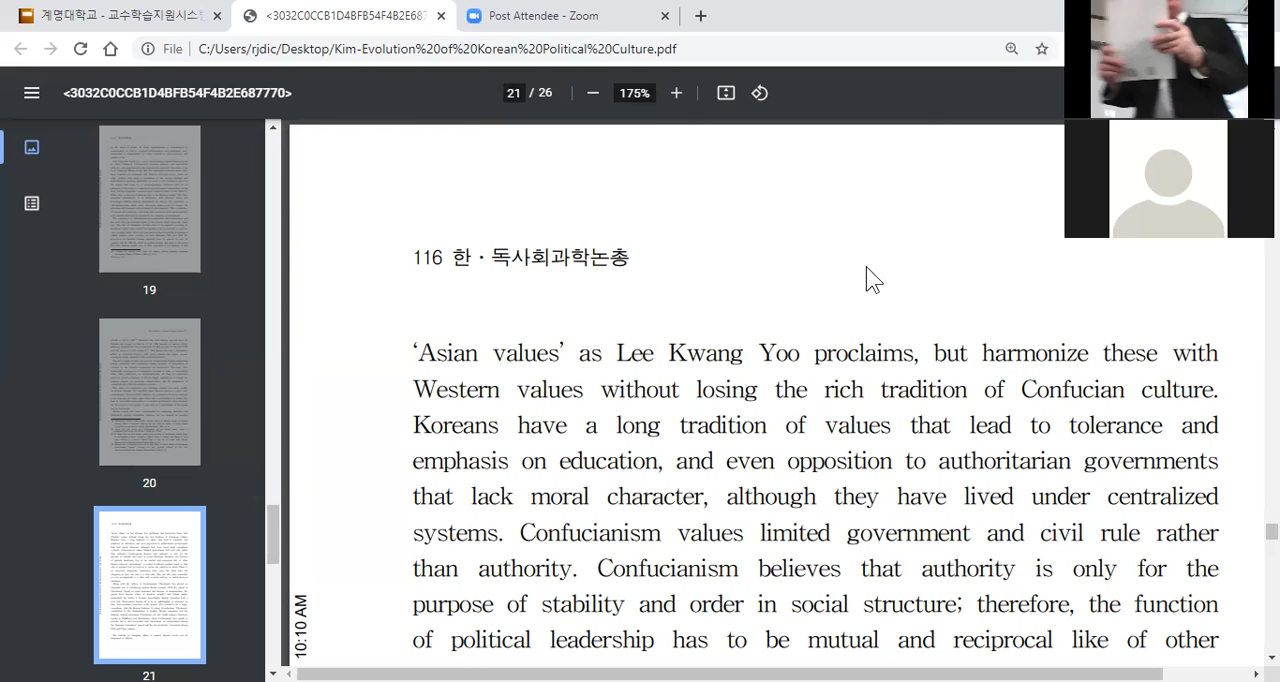 계명대학교 - 교수학습지원시스템
<3032C0CCB1D4BFB54F4B2E687
Post Attendee - Zoom
File
C:/Users/rjdic/Desktop/Kim-Evolution%20of%20Korean%20Political%20Culture.pdf
<3032C0CCB1D4BFB54F4B2E687770>
21 / 26
175%
19
20
21
116 한·독사회과학논총
‘Asian values’ as Lee Kwang Yoo proclaims, but harmonize these with
Western values without losing the rich tradition of Confucian culture.
Koreans have a long tradition of values that lead to tolerance and
emphasis on education, and even opposition to authoritarian governments
that lack moral character, although they have lived under centralized
systems. Confucianism values limited government and civil rule rather
than authority. Confucianism believes that authority is only for the
purpose of stability and order in social structure; therefore, the function
of political leadership has to be mutual and reciprocal like of other
10:10 AM